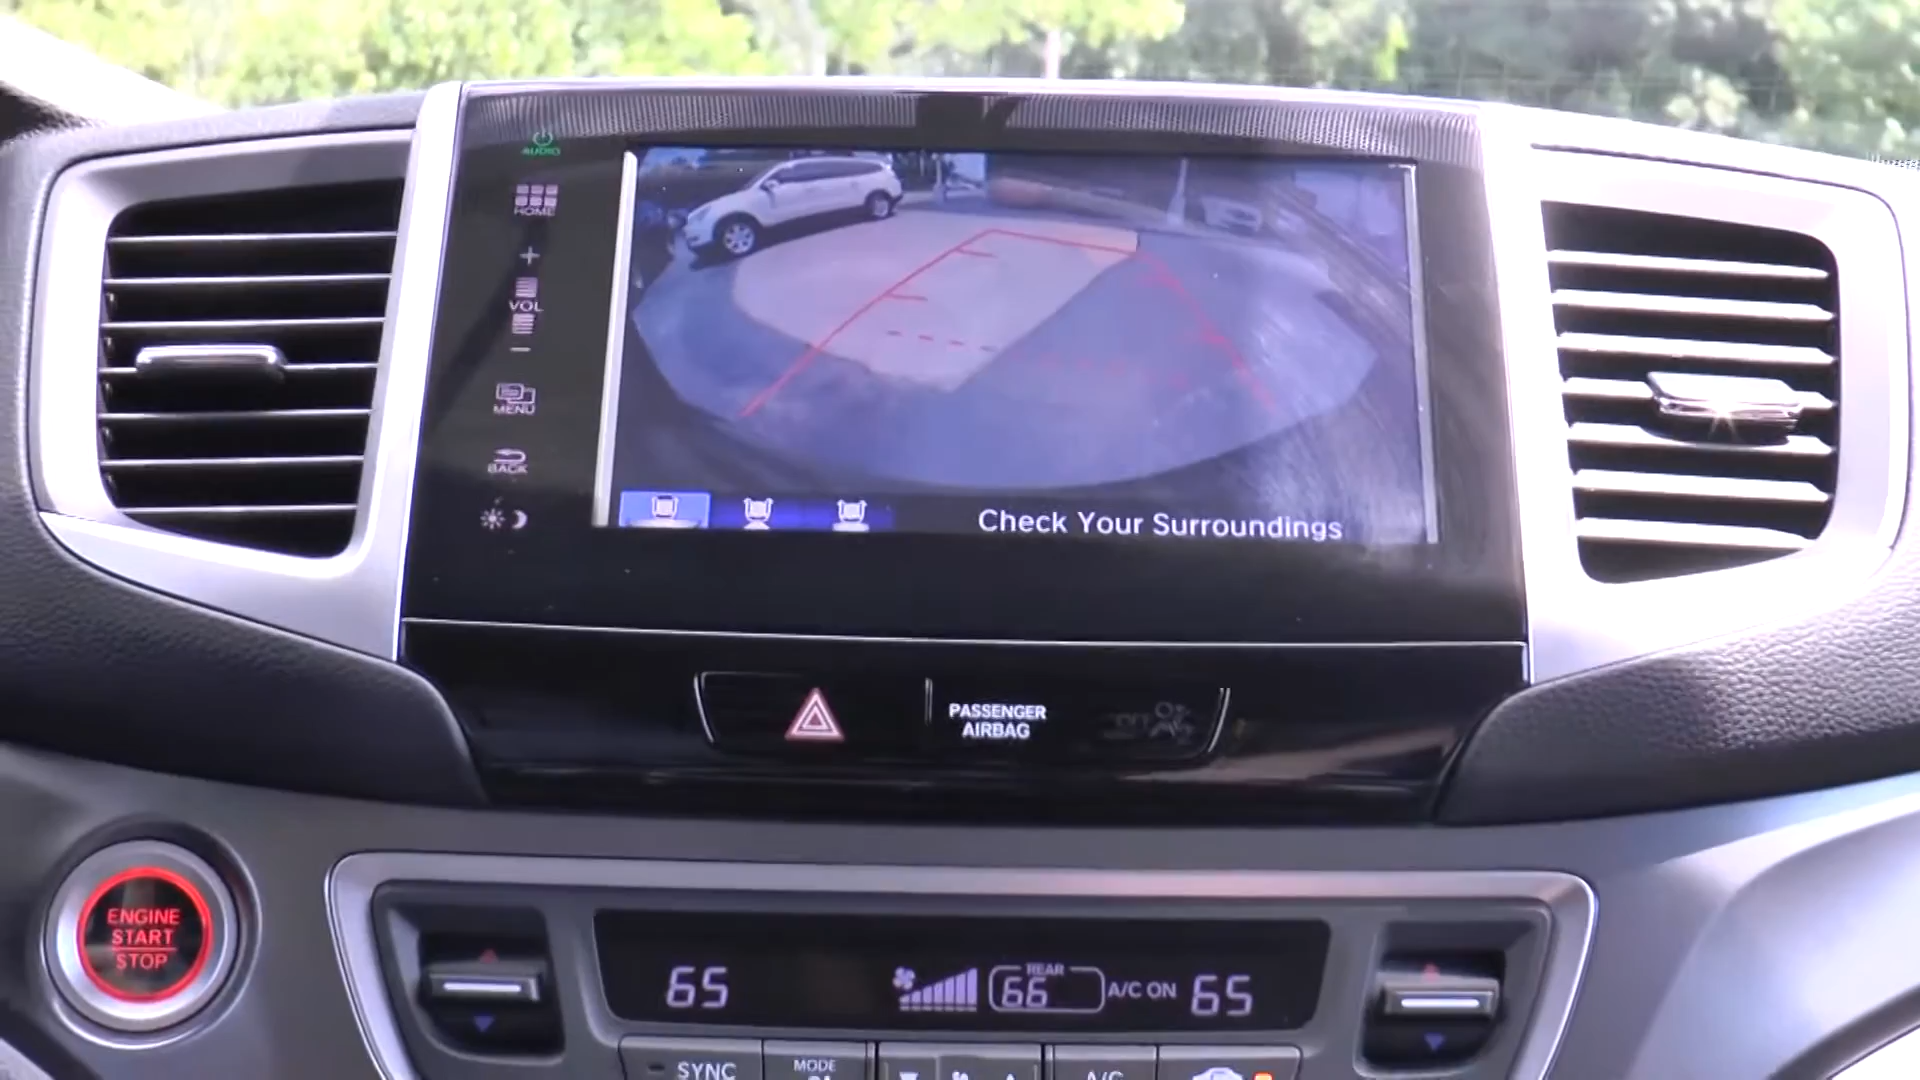 AUDIO
HOME
+
VOL
-
MENU
BACK
Check Your Surroundings
PASSENGER
AIRBAG
OFF
ENGINE
START
STOP
65
REAR
66
A/C ON
65
SYNC
MODE
A/C